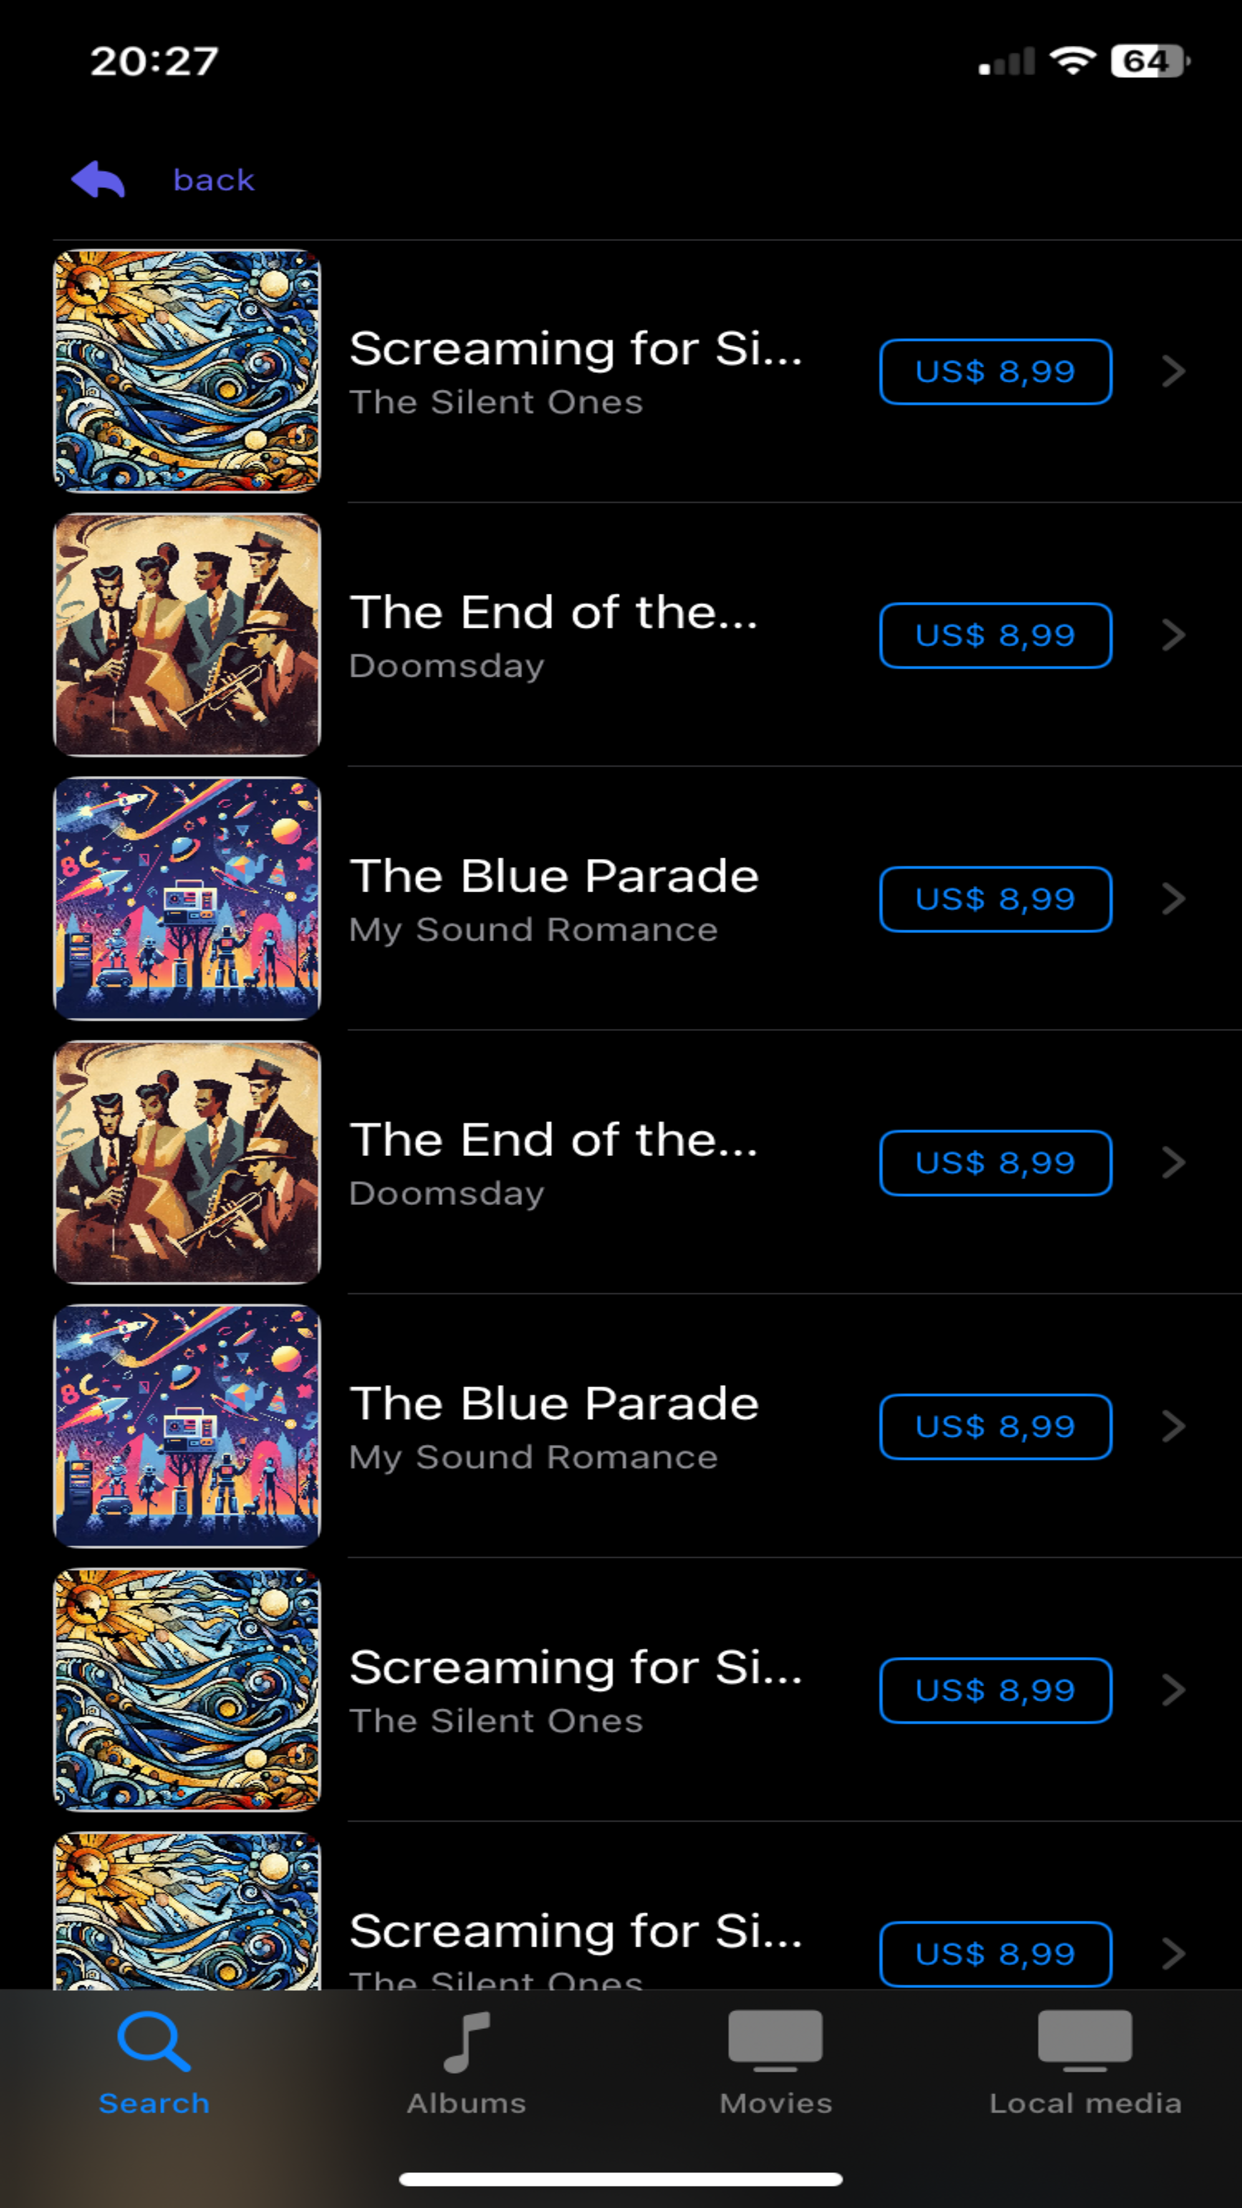 20:27
64
back
Screaming for Si...
The Silent Ones
US$ 8,99
The End of the...
Doomsday
US$ 8,99
The Blue Parade
My Sound Romance
US$ 8,99
The End of the...
Doomsday
US$ 8,99
The Blue Parade
My Sound Romance
US$ 8,99
Screaming for Si...
The Silent Ones
US$ 8,99
Screaming for Si...
The Silent Ones
US$ 8,99
Search
Albums
Movies
Local media